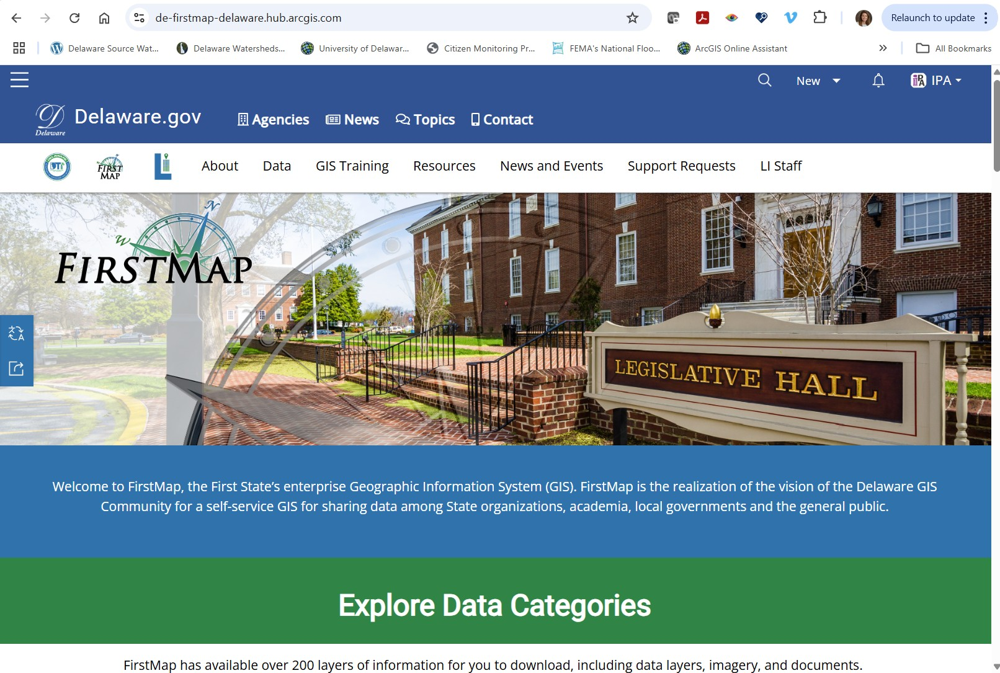 de-firstmap-delaware.hub.arcgis.com
Relaunch to update
Delaware Source Wat...
Delaware Watersheds...
University of Delawar...
Citizen Monitoring Pr...
FEMA's National Floo...
ArcGIS Online Assistant
All Bookmarks
New
IPA
Delaware
Delaware.gov
Agencies
News
Topics
Contact
FIRST
MAP
About
Data
GIS Training
Resources
News and Events
Support Requests
LI Staff
N
W
FIRSTMAP
LEGISLATIVE HALL
Welcome to FirstMap, the First State’s enterprise Geographic Information System (GIS). FirstMap is the realization of the vision of the Delaware GIS
Community for a self-service GIS for sharing data among State organizations, academia, local governments and the general public.
Explore Data Categories
FirstMap has available over 200 layers of information for you to download, including data layers, imagery, and documents.